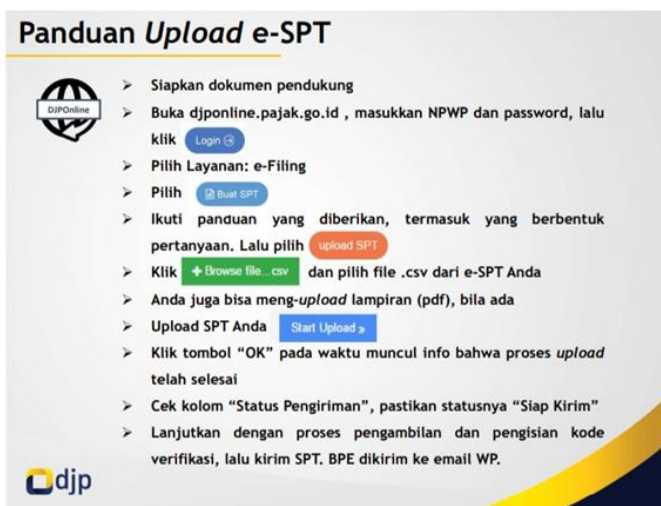 Panduan Upload e-SPT
DJPOnline
➢ Siapkan dokumen pendukung
➢ Buka djponline.pajak.go.id , masukkan NPWP dan password, lalu
klik Login
➢ Pilih Layanan: e-Filing
➢ Pilih Buat SPT
➢ Ikuti panduan yang diberikan, termasuk yang berbentuk
pertanyaan. Lalu pilih upload SPT
➢ Klik +Browse file...csv dan pilih file .csv dari e-SPT Anda
➢ Anda juga bisa meng-upload lampiran (pdf), bila ada
➢ Upload SPT Anda Start Upload »
➢ Klik tombol “OK” pada waktu muncul info bahwa proses upload
telah selesai
➢ Cek kolom “Status Pengiriman”, pastikan statusnya “Siap Kirim”
➢ Lanjutkan dengan proses pengambilan dan pengisian kode
verifikasi, lalu kirim SPT. BPE dikirim ke email WP.
djp